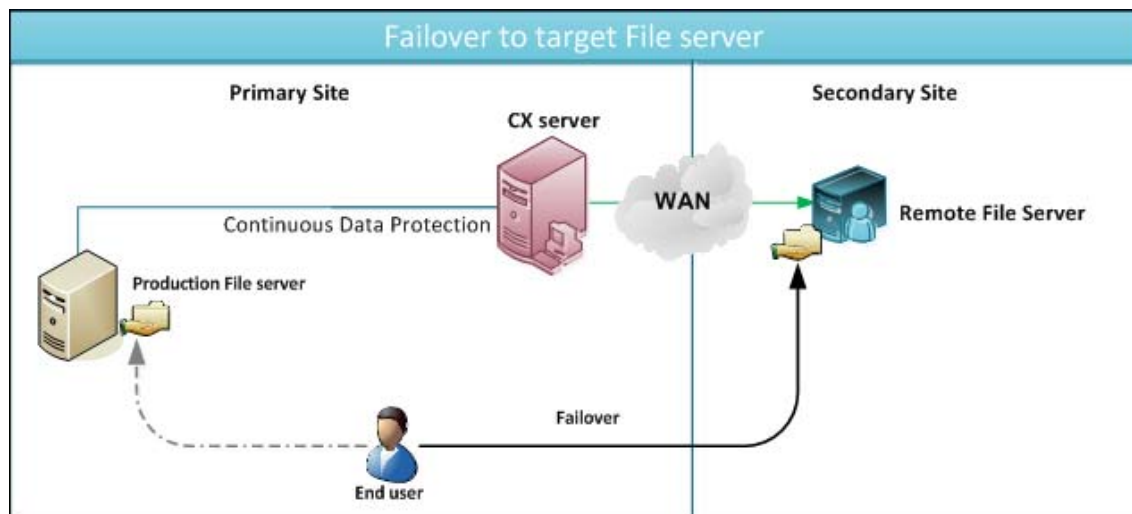 Failover to target File server
Primary Site
Secondary Site
CX server
WAN
Continuous Data Protection
Remote File Server
Production File server
Failover
End user